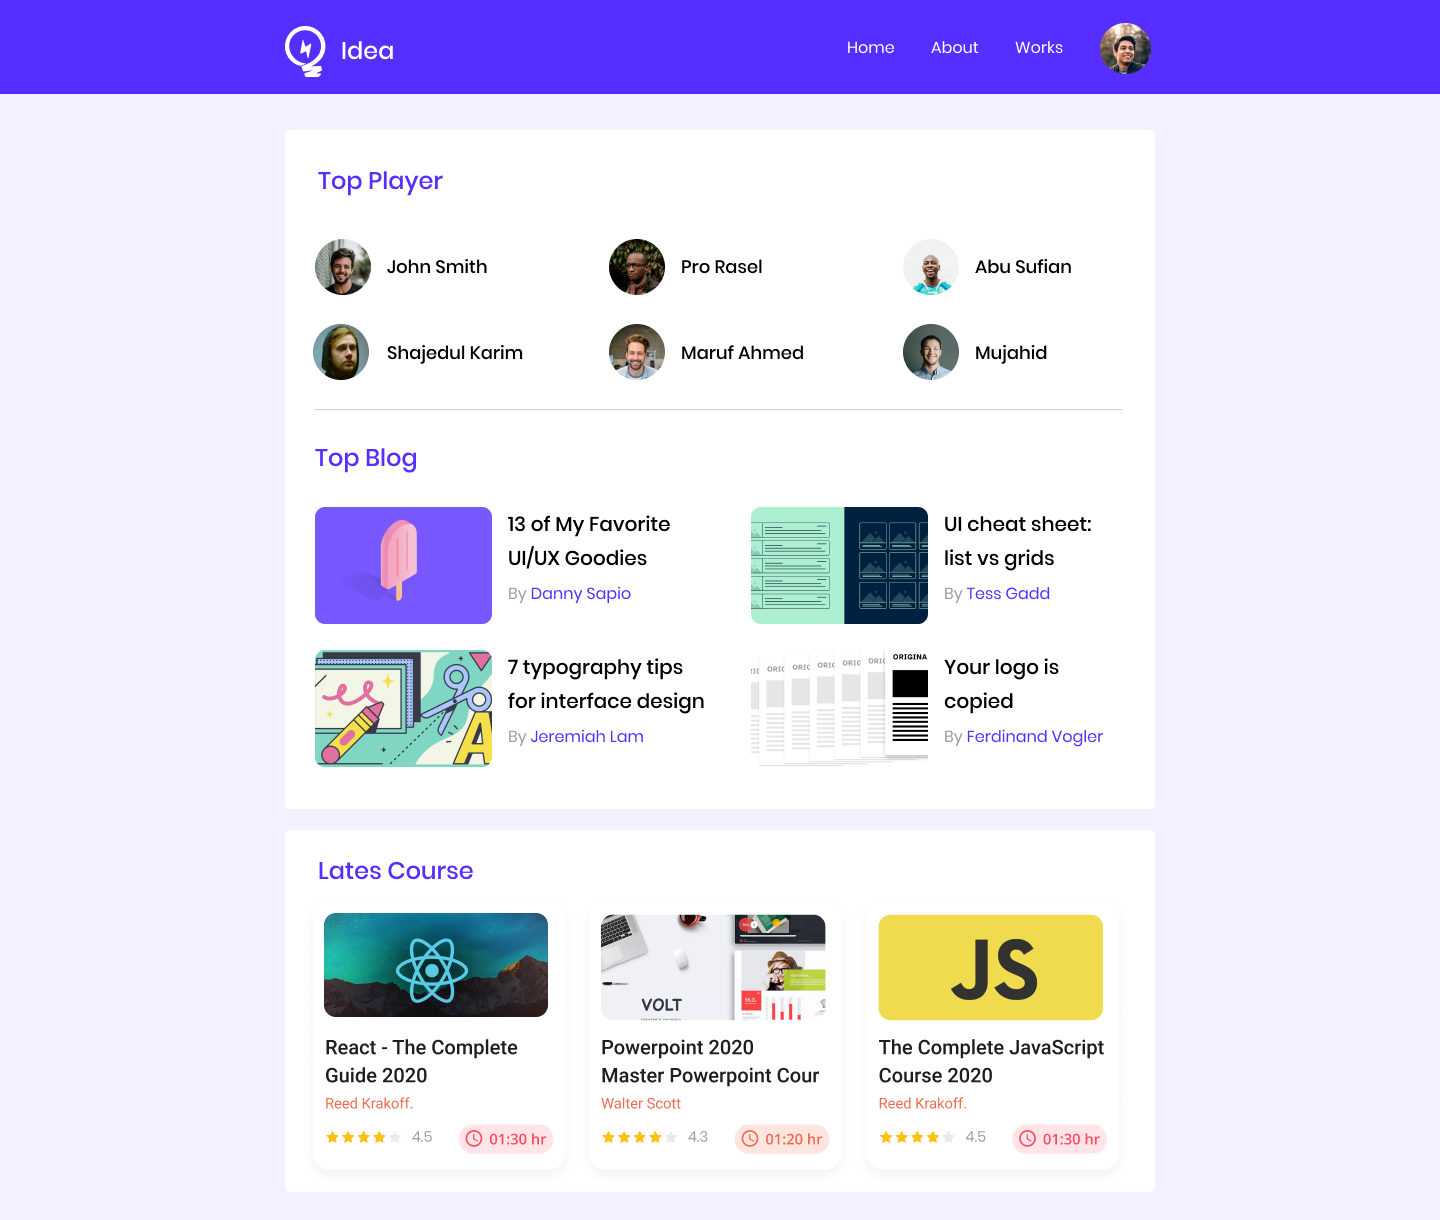 Idea
Home About Works
Top Player
John Smith
Pro Rasel
Abu Sufian
Shajedul Karim
Maruf Ahmed
Mujahid
Top Blog
13 of My Favorite
UI/UX Goodies
By Danny Sapio
UI cheat sheet:
list vs grids
By Tess Gadd
7 typography tips
for interface design
By Jeremiah Lam
A
ORIGINA
Your logo is
copied
By Ferdinand Vogler
Lates Course
React - The Complete
Guide 2020
Reed Krakoff.
4.5
01:30 hr
VOLT
Powerpoint 2020
Master Powerpoint Cour
Walter Scott
4.3
01:20 hr
JS
The Complete JavaScript
Course 2020
Reed Krakoff.
4.5
01:30 hr